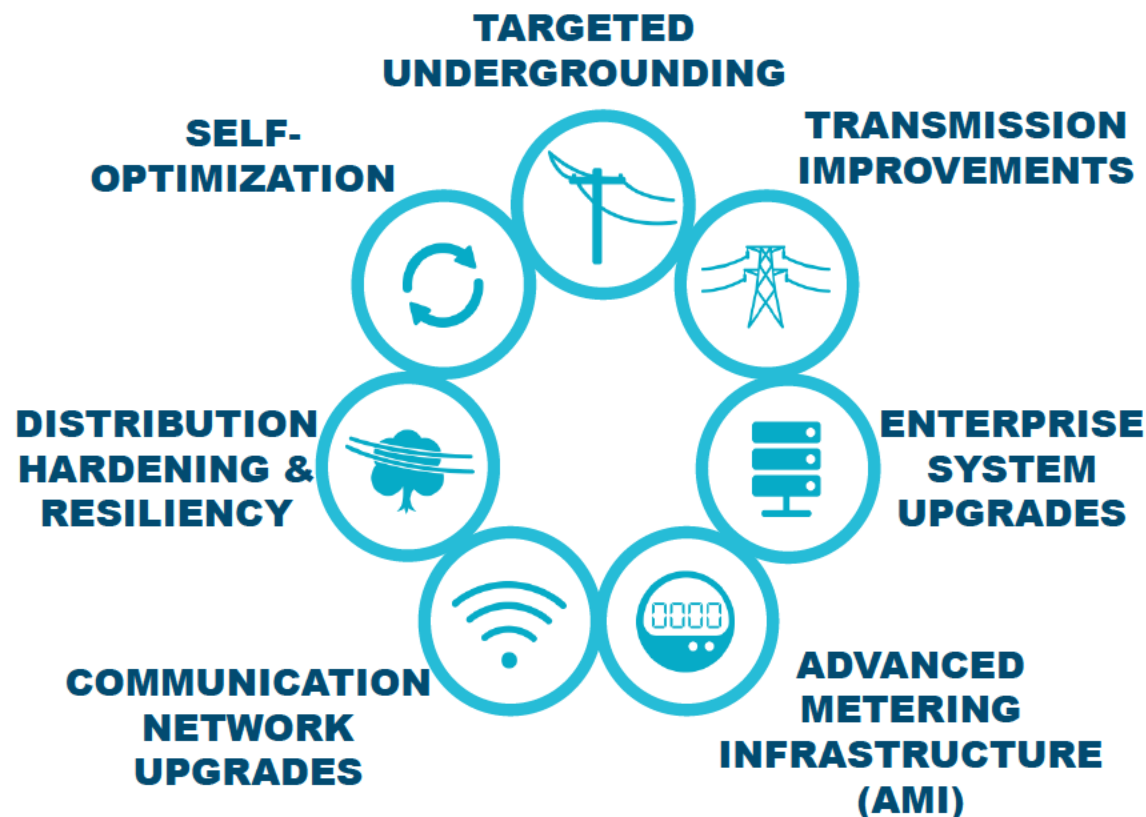 TARGETED
UNDERGROUNDING
TRANSMISSION
IMPROVEMENTS
ENTERPRISE
SYSTEM
UPGRADES
0000
ADVANCED
METERING
INFRASTRUCTURE
(AMI)
COMMUNICATION
NETWORK
UPGRADES
DISTRIBUTION
HARDENING &
RESILIENCY
SELF-
OPTIMIZATION